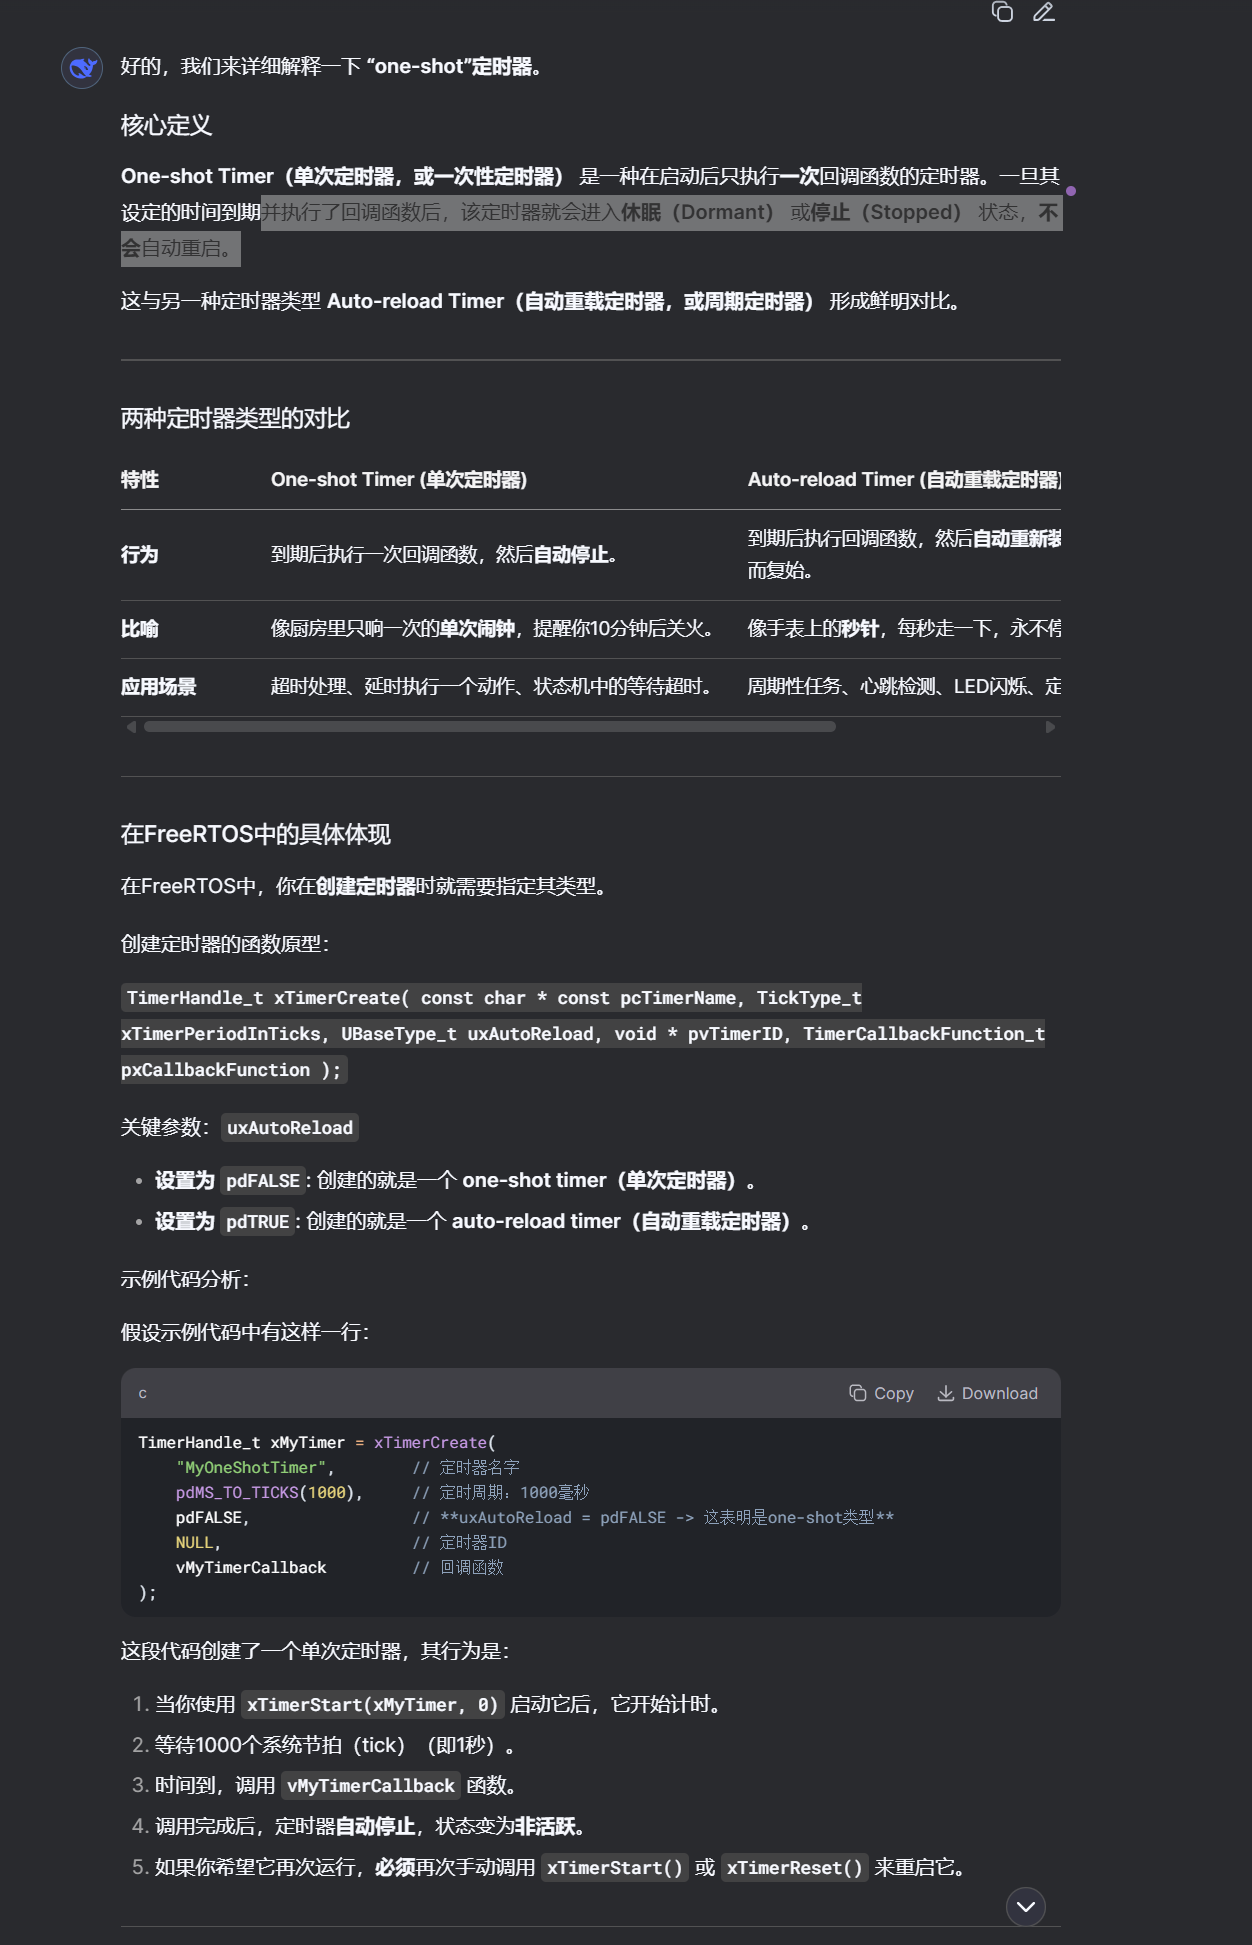 好的，我们来详细解释一下 “one-shot”定时器。
核心定义
One-shot Timer（单次定时器，或一次性定时器） 是一种在启动后只执行一次回调函数的定时器。一旦其
设定的时间到期并执行了回调函数后，该定时器就会进入休眠（Dormant） 或停止（Stopped） 状态，不
会自动重启。
这与另一种定时器类型 Auto-reload Timer（自动重载定时器，或周期定时器） 形成鲜明对比。
两种定时器类型的对比
特性 One-shot Timer (单次定时器) Auto-reload Timer (自动重载定时器)
行为 到期后执行一次回调函数，然后自动停止。 到期后执行回调函数，然后自动重新装
而复始。
比喻 像厨房里只响一次的单次闹钟，提醒你10分钟后关火。 像手表上的秒针，每秒走一下，永不停
应用场景 超时处理、延时执行一个动作、状态机中的等待超时。 周期性任务、心跳检测、LED闪烁、定
在FreeRTOS中的具体体现
在FreeRTOS中，你在创建定时器时就需要指定其类型。
创建定时器的函数原型：
TimerHandle_t xTimerCreate( const char * const pcTimerName, TickType_t
xTimerPeriodInTicks, UBaseType_t uxAutoReload, void * pvTimerID, TimerCallbackFunction_t
pxCallbackFunction );
关键参数：uxAutoReload
• 设置为 pdFALSE: 创建的就是一个 one-shot timer（单次定时器）。
• 设置为 pdTRUE: 创建的就是一个 auto-reload timer（自动重载定时器）。
示例代码分析：
假设示例代码中有这样一行：
c Copy Download
TimerHandle_t xMyTimer = xTimerCreate(
"MyOneShotTimer", // 定时器名字
pdMS_TO_TICKS(1000), // 定时周期：1000毫秒
pdFALSE, // **uxAutoReload = pdFALSE -> 这表明是one-shot类型**
NULL, // 定时器ID
vMyTimerCallback // 回调函数
);
这段代码创建了一个单次定时器，其行为是：
1. 当你使用 xTimerStart(xMyTimer, 0) 启动它后，它开始计时。
2. 等待1000个系统节拍（tick）（即1秒）。
3. 时间到，调用 vMyTimerCallback 函数。
4. 调用完成后，定时器自动停止，状态变为非活跃。
5. 如果你希望它再次运行，必须再次手动调用 xTimerStart() 或 xTimerReset() 来重启它。